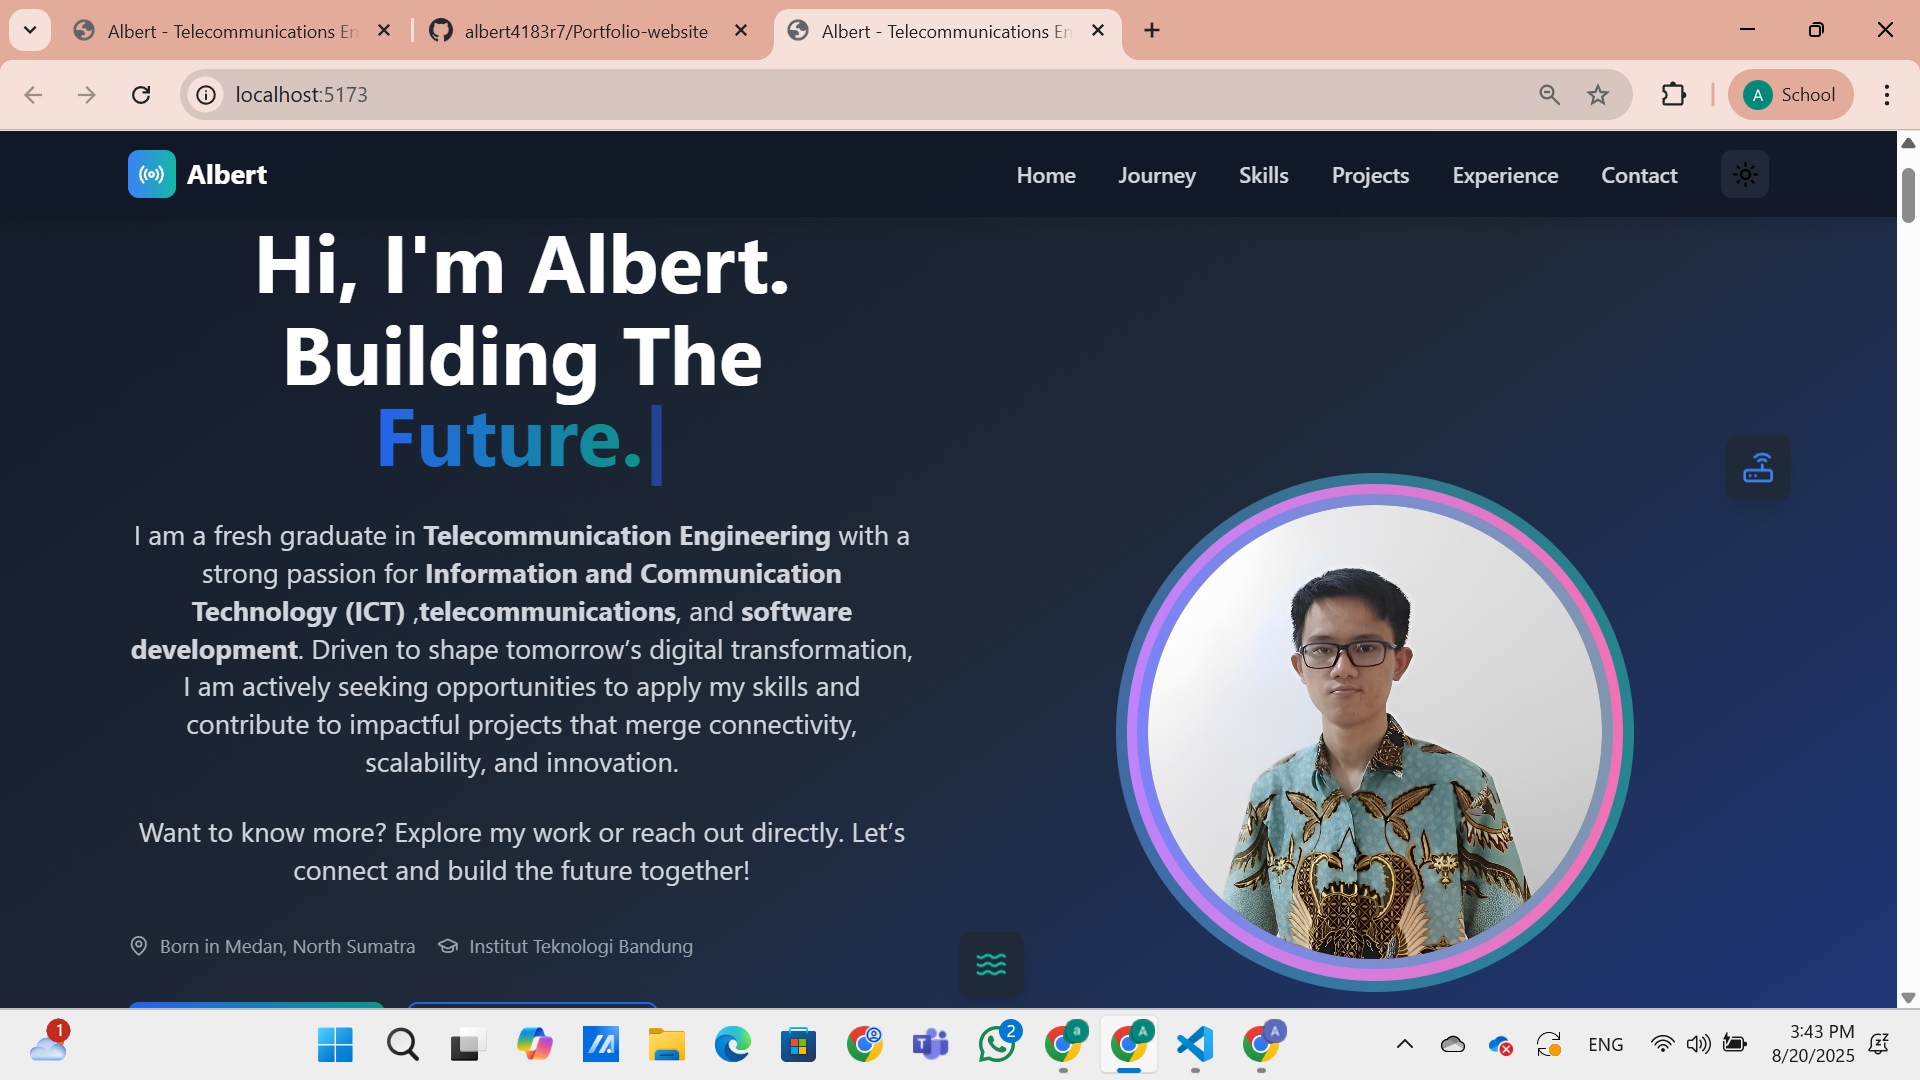 Albert - Telecommunications En
albert4183r7/Portfolio-website
Albert - Telecommunications En
localhost:5173
A
School
Albert
Home
Journey
Skills
Projects
Experience
Contact
Hi, I'm Albert.
Building The
Future.
I am a fresh graduate in Telecommunication Engineering with a
strong passion for Information and Communication
Technology (ICT) ,telecommunications, and software
development. Driven to shape tomorrow’s digital transformation,
I am actively seeking opportunities to apply my skills and
contribute to impactful projects that merge connectivity,
scalability, and innovation.
Want to know more? Explore my work or reach out directly. Let’s
connect and build the future together!
Born in Medan, North Sumatra
Institut Teknologi Bandung
1
2
a
A
A
ENG
3:43 PM
8/20/2025